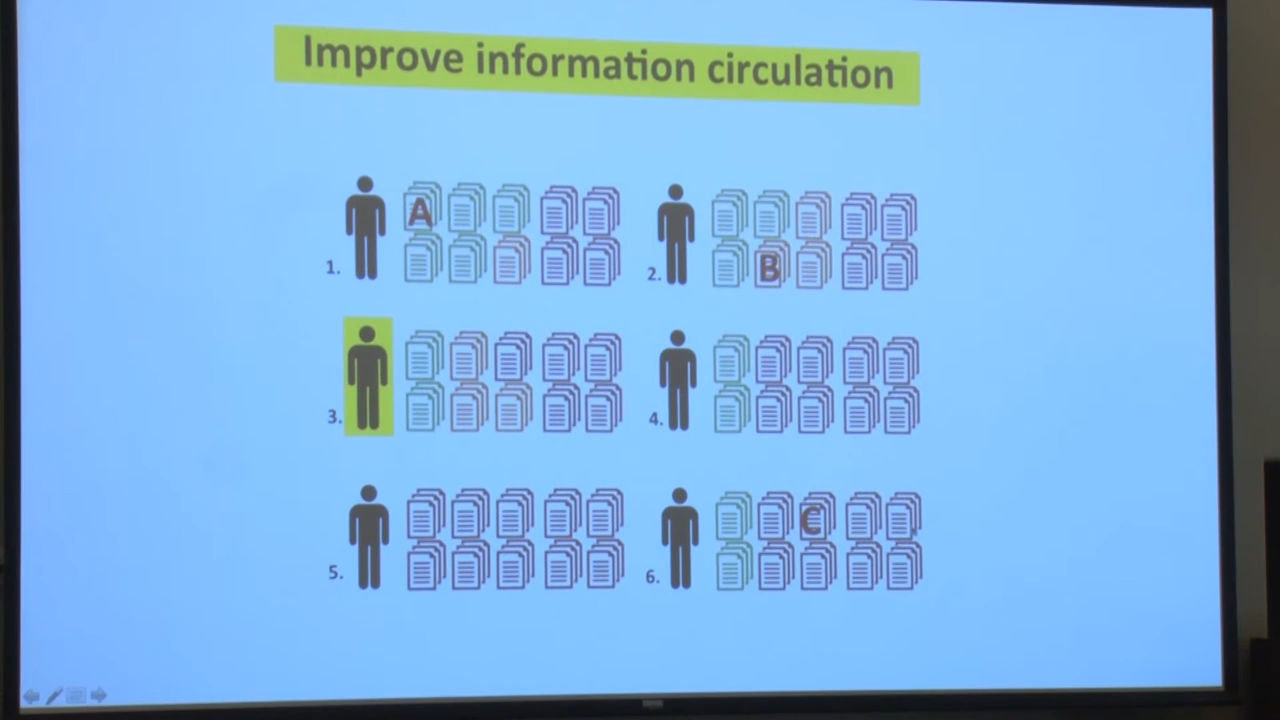 Improve information circulation
A
1.
2.
B
3.
4.
C
5.
6.